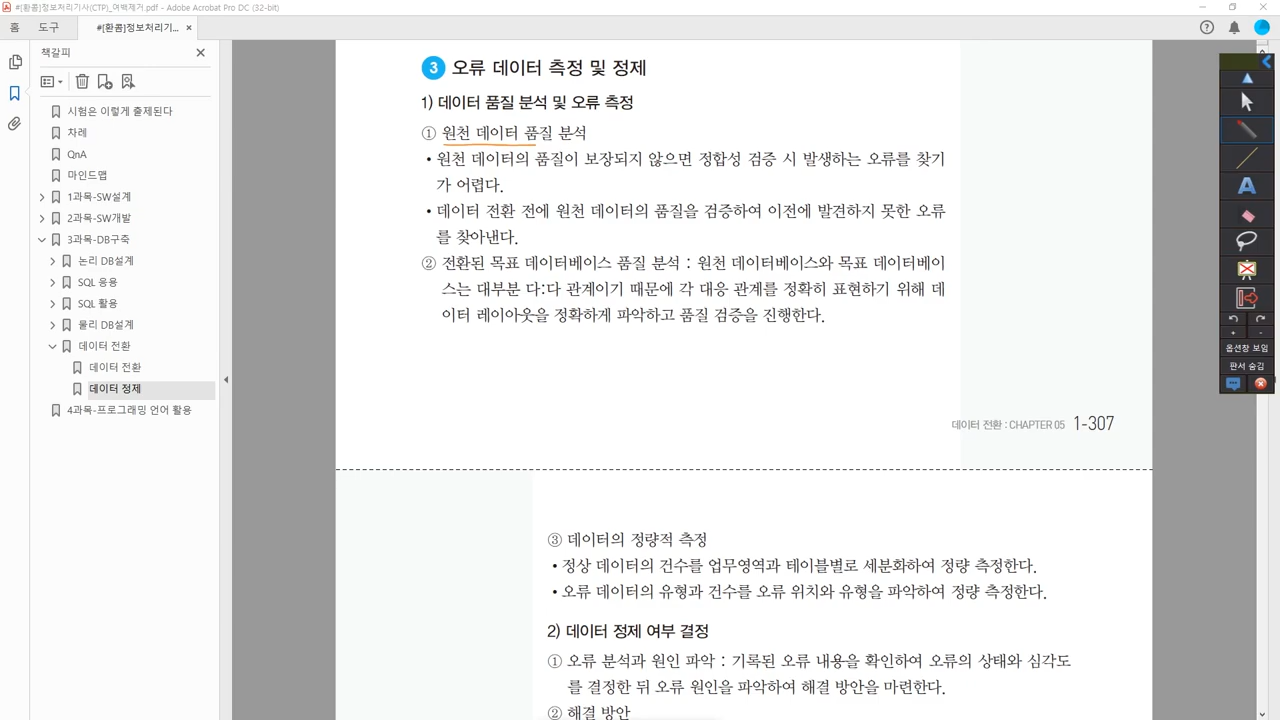 #[환콤]정보처리기사(CTP)_여백제거.pdf - Adobe Acrobat Pro DC (32-bit)
홈 도구 #[환콤]정보처리기...
책갈피
시험은 이렇게 출제된다
차례
QnA
마인드맵
1과목-SW설계
2과목-SW개발
3과목-DB구축
논리 DB설계
SQL 응용
SQL 활용
물리 DB설계
데이터 전환
데이터 전환
데이터 정제
4과목-프로그래밍 언어 활용
3 오류 데이터 측정 및 정제
1) 데이터 품질 분석 및 오류 측정
① 원천 데이터 품질 분석
• 원천 데이터의 품질이 보장되지 않으면 정합성 검증 시 발생하는 오류를 찾기
가 어렵다.
• 데이터 전환 전에 원천 데이터의 품질을 검증하여 이전에 발견하지 못한 오류
를 찾아낸다.
② 전환된 목표 데이터베이스 품질 분석 : 원천 데이터베이스와 목표 데이터베이
스는 대부분 다:다 관계이기 때문에 각 대응 관계를 정확히 표현하기 위해 데
이터 레이아웃을 정확하게 파악하고 품질 검증을 진행한다.
데이터 전환 : CHAPTER 05 1-307
③ 데이터의 정량적 측정
• 정상 데이터의 건수를 업무영역과 테이블별로 세분화하여 정량 측정한다.
• 오류 데이터의 유형과 건수를 오류 위치와 유형을 파악하여 정량 측정한다.
2) 데이터 정제 여부 결정
① 오류 분석과 원인 파악 : 기록된 오류 내용을 확인하여 오류의 상태와 심각도
를 결정한 뒤 오류 원인을 파악하여 해결 방안을 마련한다.
② 해결 방안
A
+ -
옵션창 보임
판서 숨김